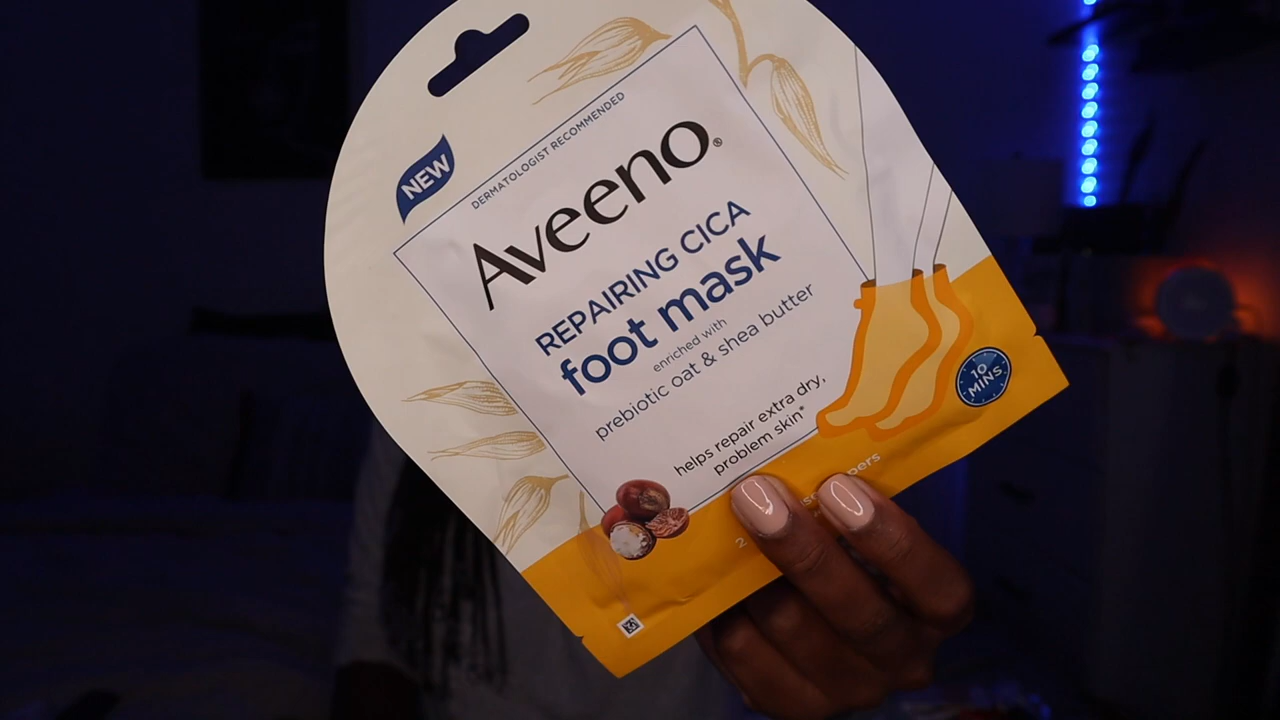 NEW
DERMATOLOGIST RECOMMENDED
Aveeno®
REPAIRING CICA
foot mask
enriched with
prebiotic oat & shea butter
helps repair extra dry,
problem skin*
10
MINS
2